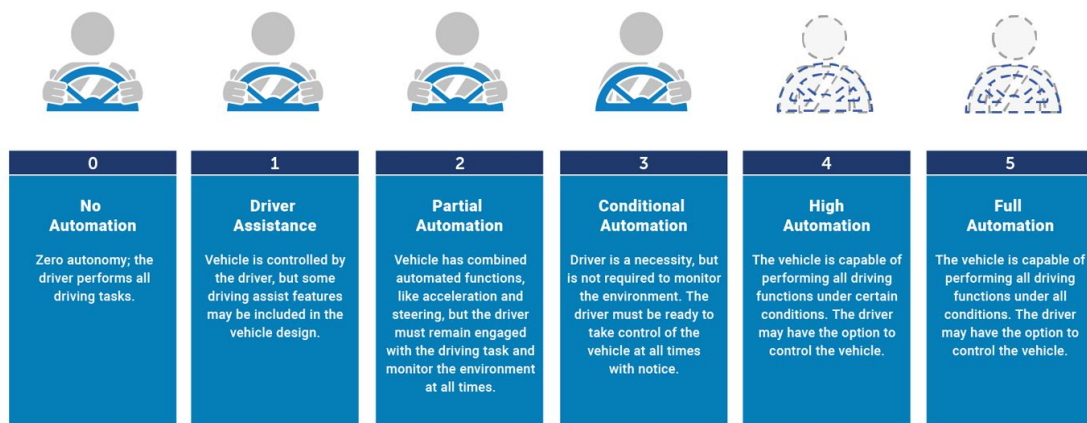 0
No
Automation
Zero autonomy; the
driver performs all
driving tasks.
1
Driver
Assistance
Vehicle is controlled by
the driver, but some
driving assist features
may be included in the
vehicle design.
2
Partial
Automation
Vehicle has combined
automated functions,
like acceleration and
steering, but the driver
must remain engaged
with the driving task and
monitor the environment
at all times.
3
Conditional
Automation
Driver is a necessity, but
is not required to monitor
the environment. The
driver must be ready to
take control of the
vehicle at all times
with notice.
4
High
Automation
The vehicle is capable of
performing all driving
functions under certain
conditions. The driver
may have the option to
control the vehicle.
5
Full
Automation
The vehicle is capable of
performing all driving
functions under all
conditions. The driver
may have the option to
control the vehicle.